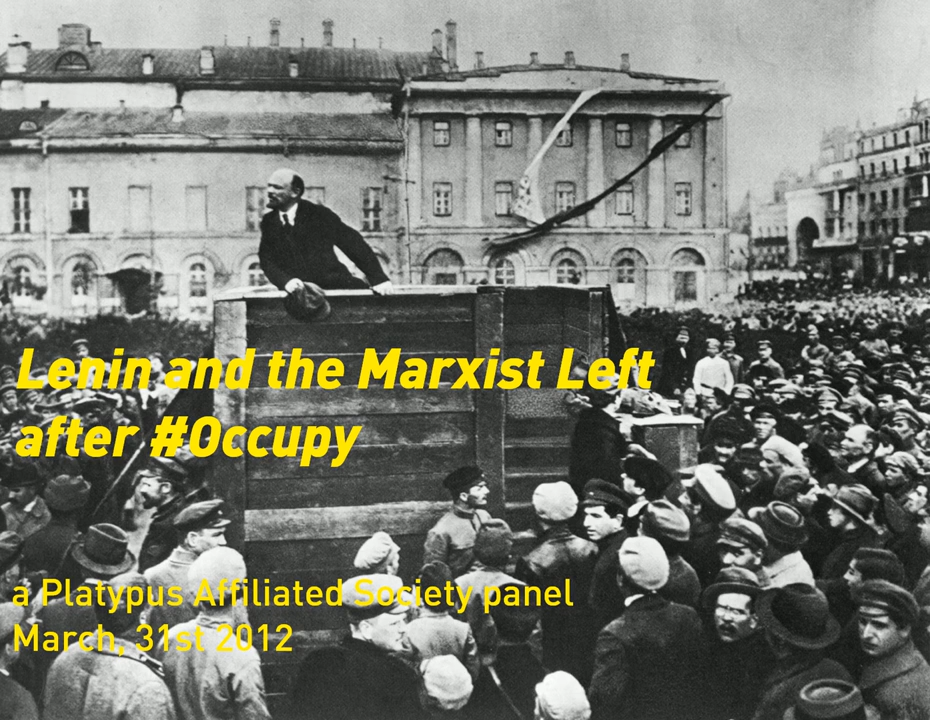 Lenin and the Marxist Left
after #Occupy
a Platypus Affiliated Society panel
March, 31st 2012